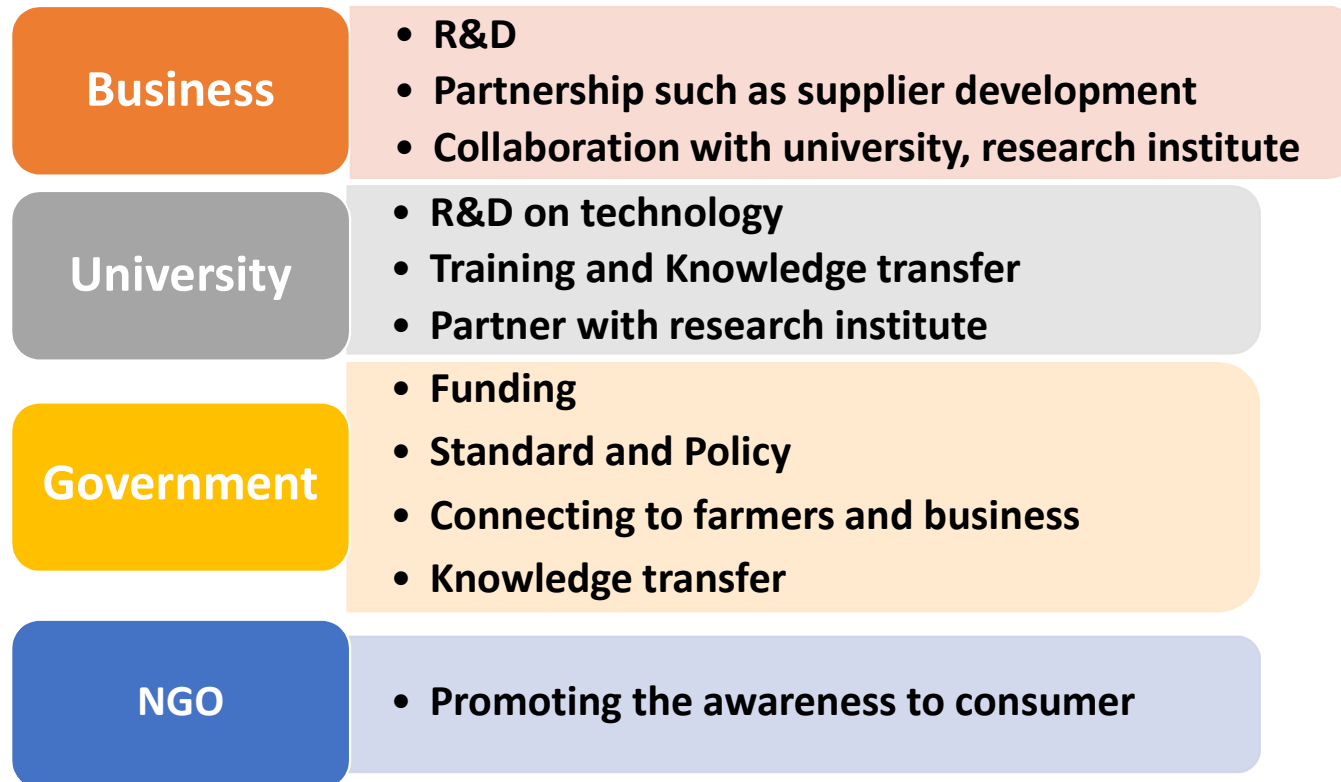 Business
• R&D
• Partnership such as supplier development
• Collaboration with university, research institute
University
• R&D on technology
• Training and Knowledge transfer
• Partner with research institute
Government
• Funding
• Standard and Policy
• Connecting to farmers and business
• Knowledge transfer
NGO
• Promoting the awareness to consumer